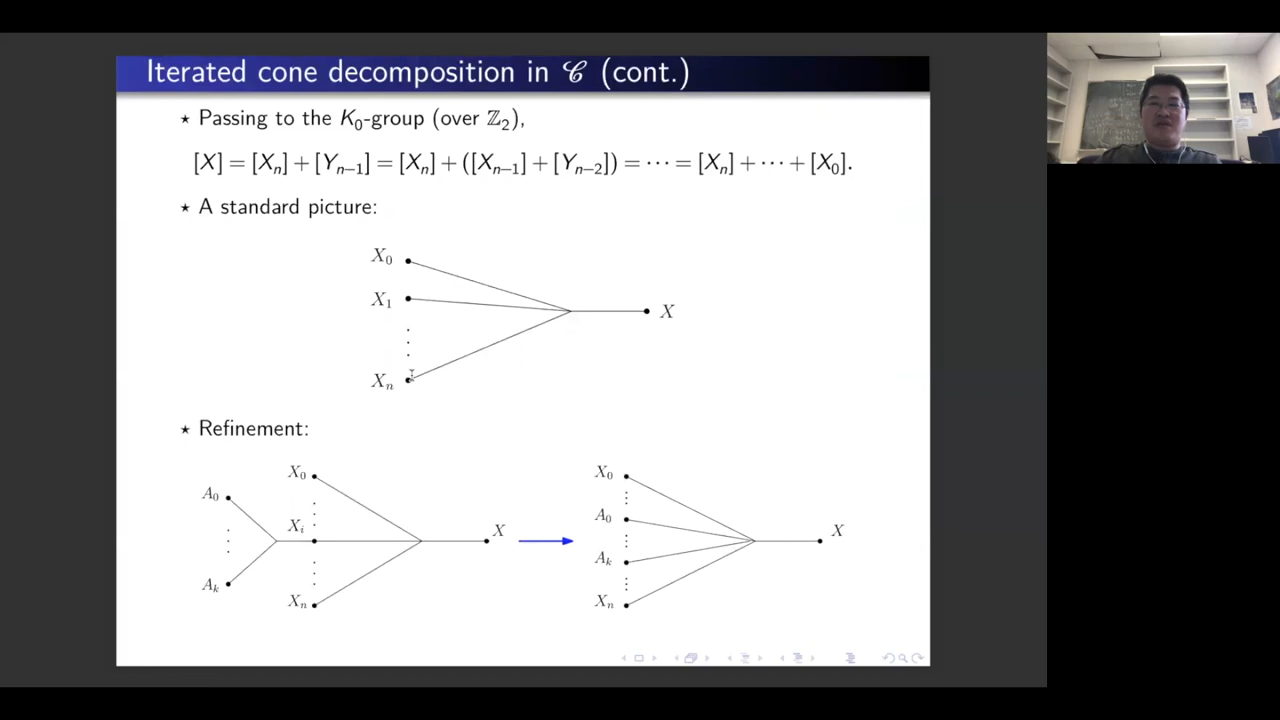 Iterated cone decomposition in 𝒞 (cont.)
⋆ Passing to the K₀-group (over ℤ₂),
[X] = [Xₙ] + [Yₙ₋₁] = [Xₙ] + ([Xₙ₋₁] + [Yₙ₋₂]) = ⋯ = [Xₙ] + ⋯ + [X₀].
⋆ A standard picture:
X₀
X₁
X
Xₙ
⋆ Refinement:
X₀
A₀
Xᵢ
X
Aₖ
Xₙ
X₀
A₀
X
Aₖ
Xₙ